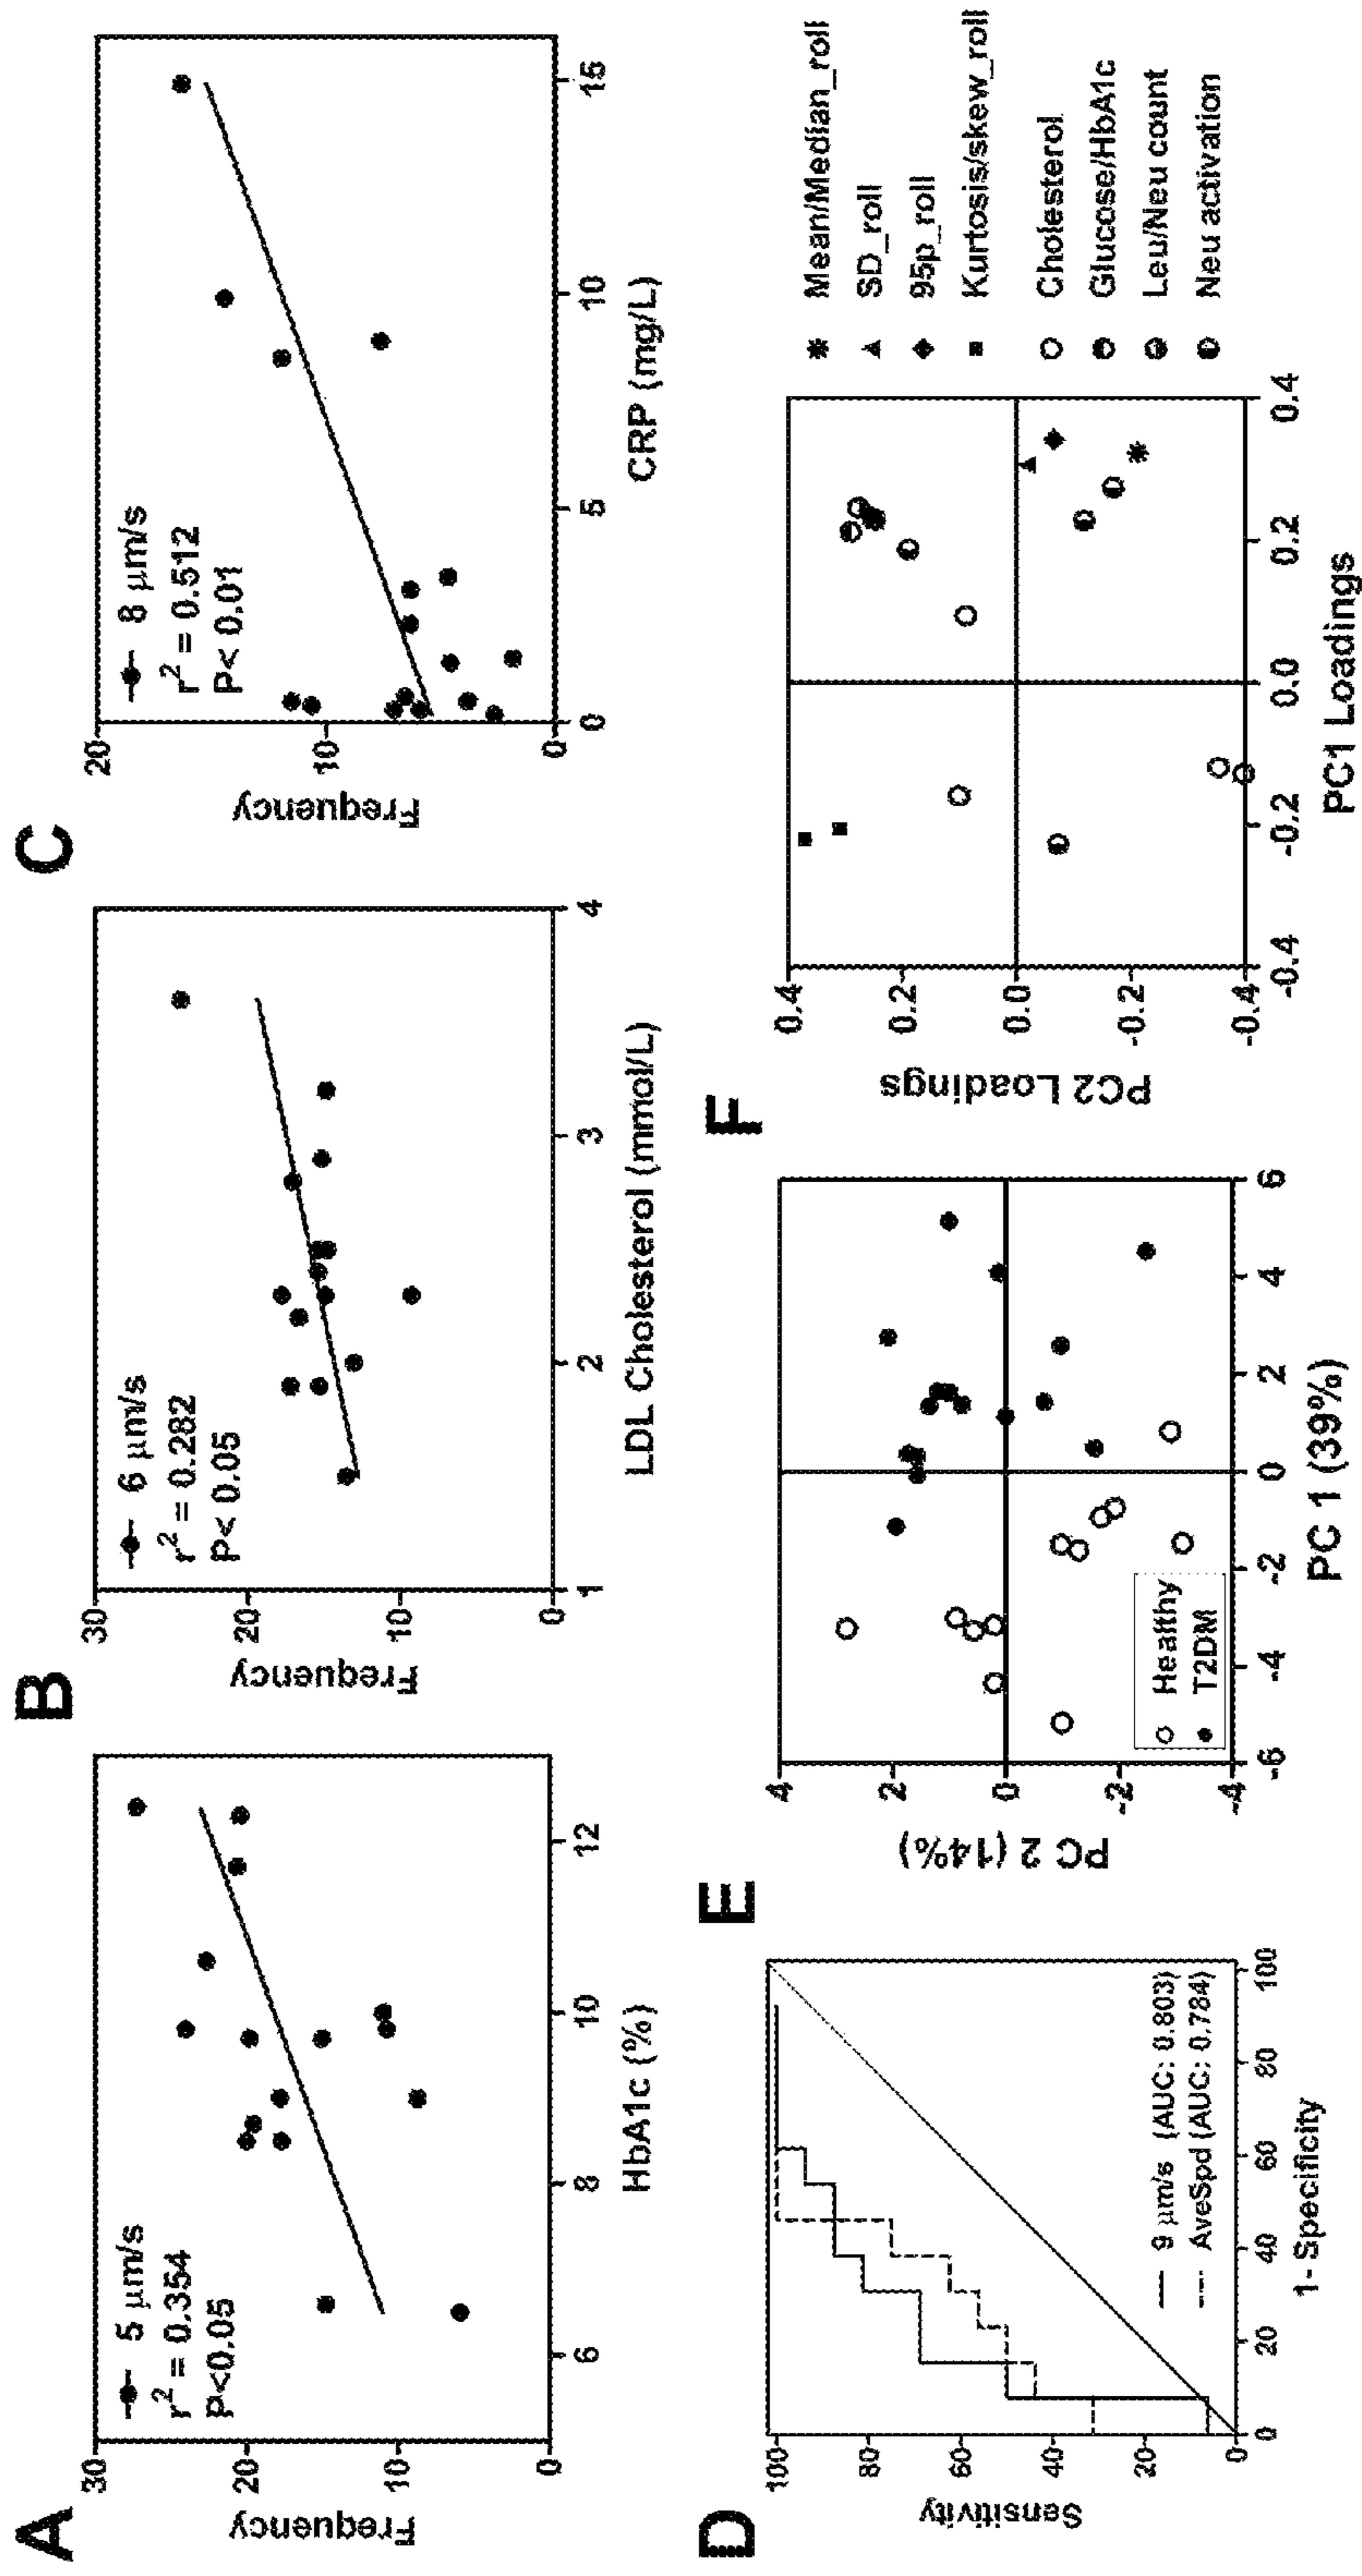 A
Frequency
30
20
10
0
5 μm/s
r² = 0.354
P<0.05
6
8
10
12
HbA1c (%)
B
Frequency
30
20
10
0
6 μm/s
r² = 0.282
P< 0.05
1
2
3
4
LDL Cholesterol (mmol/L)
C
Frequency
20
10
0
8 μm/s
r² = 0.512
P< 0.01
0
5
10
15
CRP (mg/L)
D
Sensitivity
100
80
60
40
20
0
9 μm/s (AUC: 0.803)
AveSpd (AUC: 0.784)
0
20
40
60
80
100
1- Specificity
E
PC 2 (14%)
4
2
0
-2
-4
Healthy
T2DM
-6
-4
-2
0
2
4
6
PC 1 (39%)
F
PC2 Loadings
0.4
0.2
0.0
-0.2
-0.4
-0.4
-0.2
0.0
0.2
0.4
PC1 Loadings
Mean/Median_roll
SD_roll
95p_roll
Kurtosis/skew_roll
Cholesterol
Glucose/HbA1c
Leu/Neu count
Neu activation